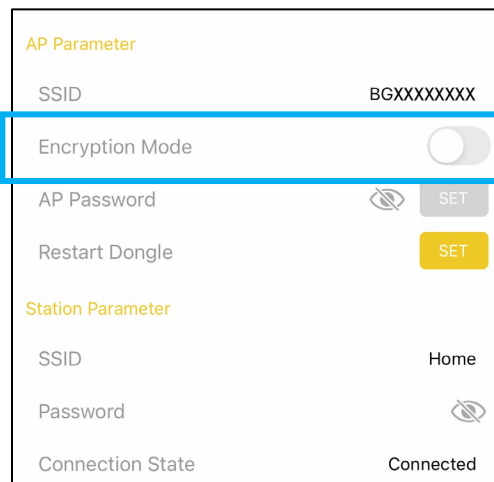 AP Parameter
SSID BGXXXXXXXX
Encryption Mode
AP Password SET
Restart Dongle SET
Station Parameter
SSID Home
Password
Connection State Connected